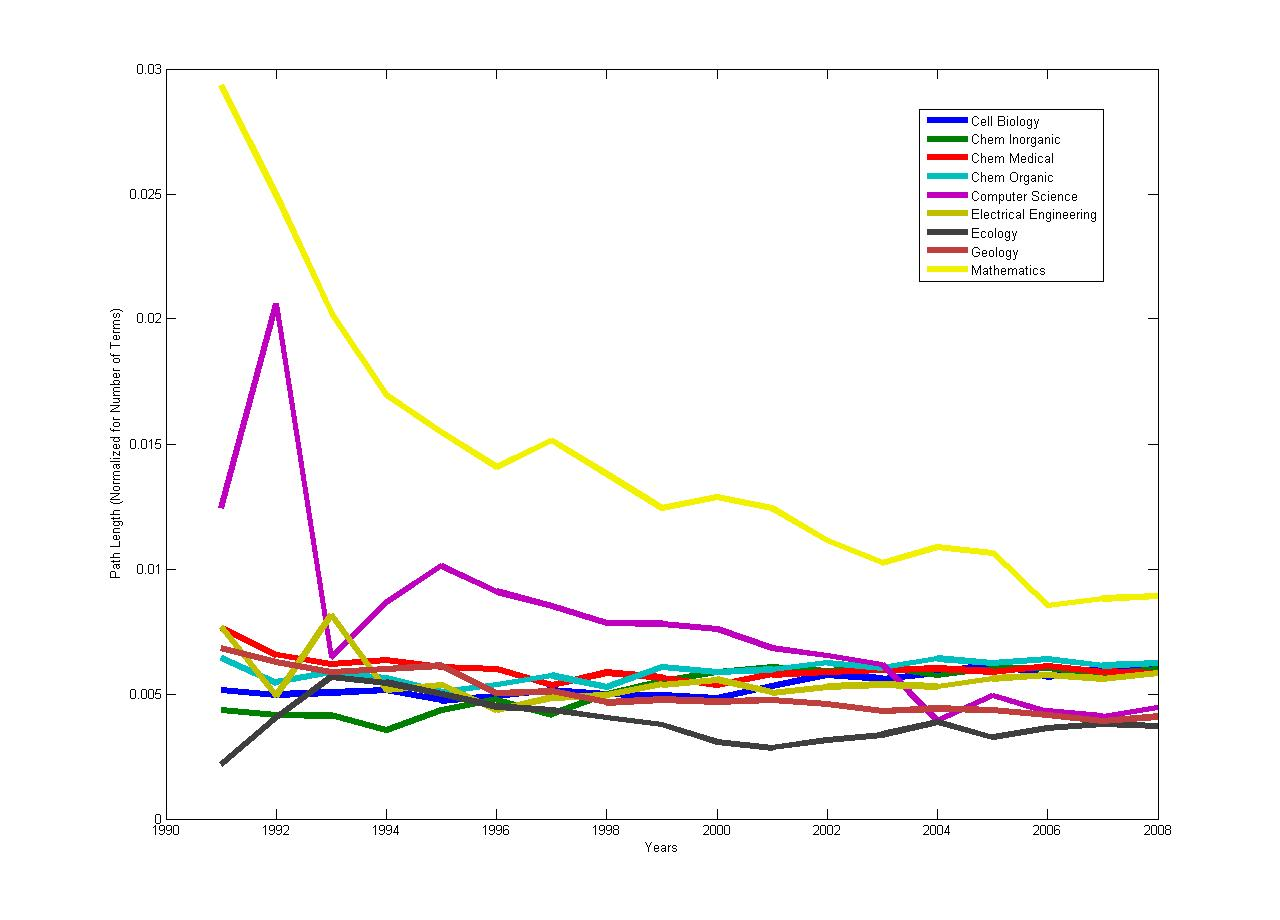 0.03
0.025
0.02
0.015
0.01
0.005
0
Path Length (Normalized for Number of Terms)
Cell Biology
Chem Inorganic
Chem Medical
Chem Organic
Computer Science
Electrical Engineering
Ecology
Geology
Mathematics
1990 1992 1994 1996 1998 2000 2002 2004 2006 2008
Years